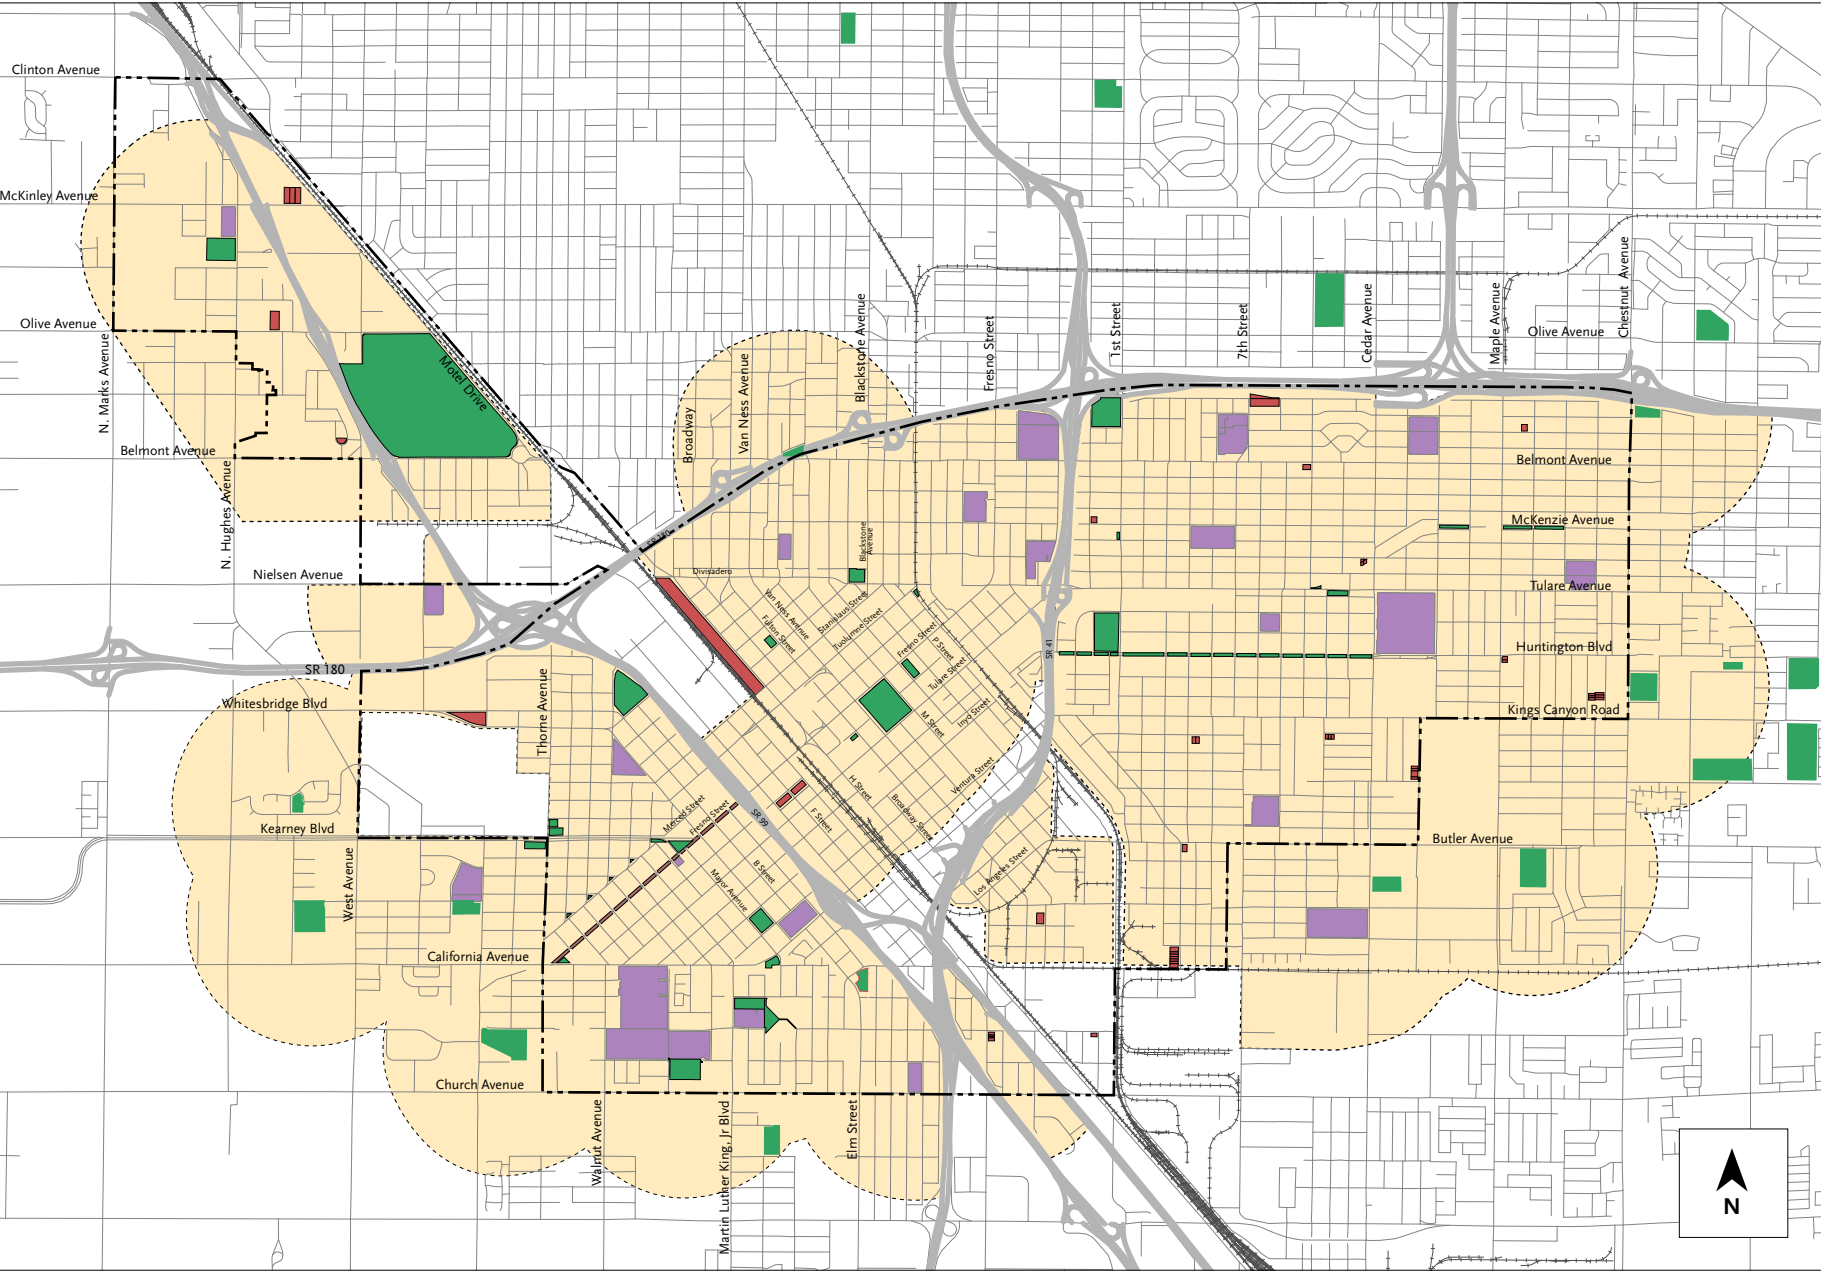 Clinton Avenue
McKinley Avenue
Olive Avenue
N. Marks Avenue
Motel Drive
Belmont Avenue
N. Hughes Avenue
Nielsen Avenue
SR 180
Whitesbridge Blvd
Thorne Avenue
Kearney Blvd
West Avenue
California Avenue
Church Avenue
Walnut Avenue
Martin Luther King, Jr Blvd
Elm Street
Broadway
Van Ness Avenue
Blackstone Avenue
Fresno Street
1st Street
7th Street
Cedar Avenue
Maple Avenue
Olive Avenue
Chestnut Avenue
SR 180
Divisadero
Blackstone
Avenue
Van Ness Avenue
Fulton Street
Stanislaus Street
Tuolumne Street
Fresno Street
P Street
Tulare Street
M Street
Inyo Street
Ventura Street
H Street
Broadway Street
F Street
SR 99
Merced Street
Fresno Street
B Street
Mayor Avenue
Los Angeles Street
SR 41
Belmont Avenue
McKenzie Avenue
Tulare Avenue
Huntington Blvd
Kings Canyon Road
Butler Avenue
N